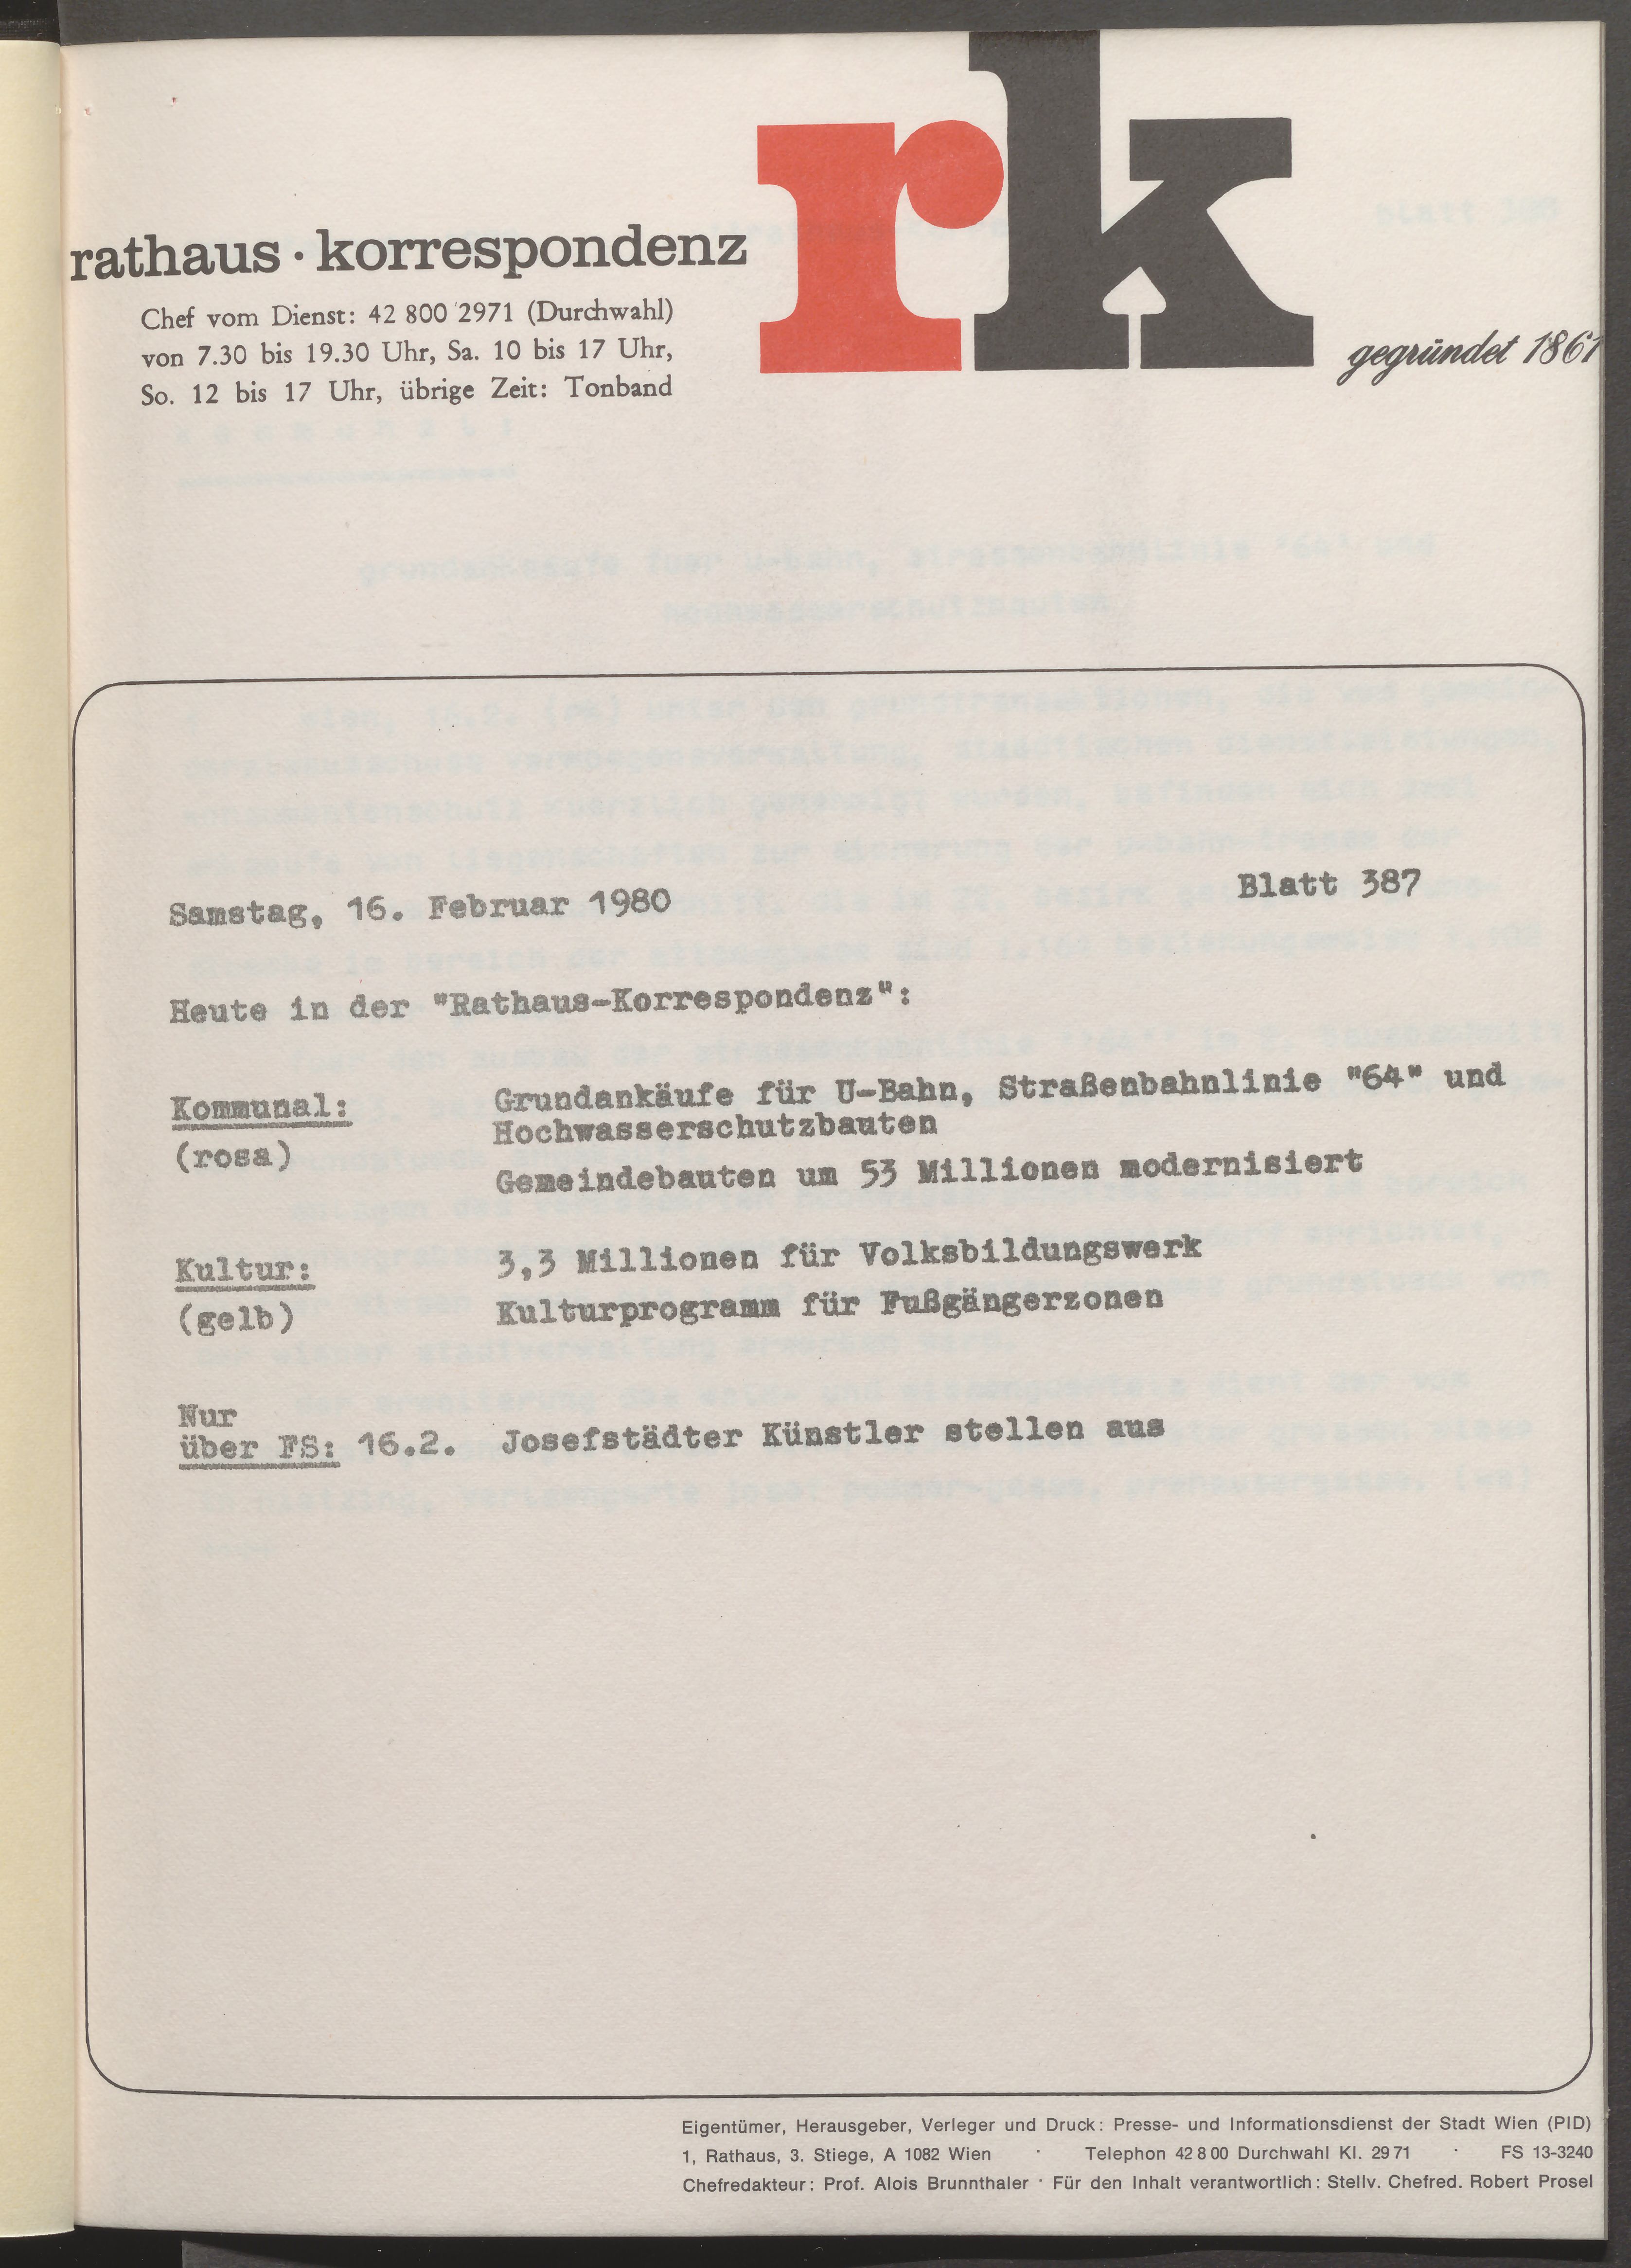 rk
rathaus · korrespondenz
Chef vom Dienst: 42 800 2971 (Durchwahl)
von 7.30 bis 19.30 Uhr, Sa. 10 bis 17 Uhr,
So. 12 bis 17 Uhr, übrige Zeit: Tonband
gegründet 1861
Samstag, 16. Februar 1980 Blatt 387
Heute in der "Rathaus-Korrespondenz":
Kommunal: Grundankäufe für U-Bahn, Straßenbahnlinie "64" und
Hochwasserschutzbauten
(rosa)
Gemeindebauten um 53 Millionen modernisiert
Kultur: 3,3 Millionen für Volksbildungswerk
(gelb) Kulturprogramm für Fußgängerzonen
Nur
über FS: 16.2. Josefstädter Künstler stellen aus
Eigentümer, Herausgeber, Verleger und Druck: Presse- und Informationsdienst der Stadt Wien (PID)
1, Rathaus, 3. Stiege, A 1082 Wien · Telephon 42 8 00 Durchwahl Kl. 29 71 · FS 13-3240
Chefredakteur: Prof. Alois Brunnthaler · Für den Inhalt verantwortlich: Stellv. Chefred. Robert Prosel